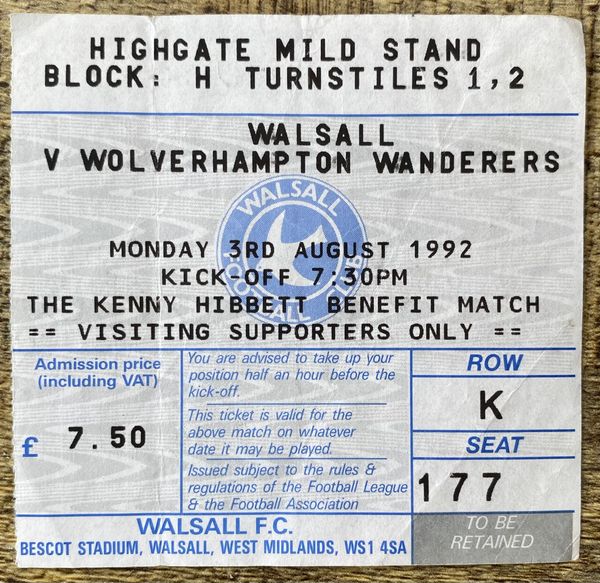 HIGHGATE MILD STAND
BLOCK: H TURNSTILES 1,2
WALSALL
V WOLVERHAMPTON WANDERERS
WALSALL
FOOTBALL CLUB
MONDAY 3RD AUGUST 1992
KICK-OFF 7:30PM
THE KENNY HIBBETT BENEFIT MATCH
== VISITING SUPPORTERS ONLY ==
Admission price
(including VAT)
£ 7.50
You are advised to take up your
position half an hour before the
kick-off.
This ticket is valid for the
above match on whatever
date it may be played.
Issued subject to the rules &
regulations of the Football League
& the Football Association
ROW
K
SEAT
177
WALSALL F.C.
BESCOT STADIUM, WALSALL, WEST MIDLANDS, WS1 4SA
TO BE
RETAINED